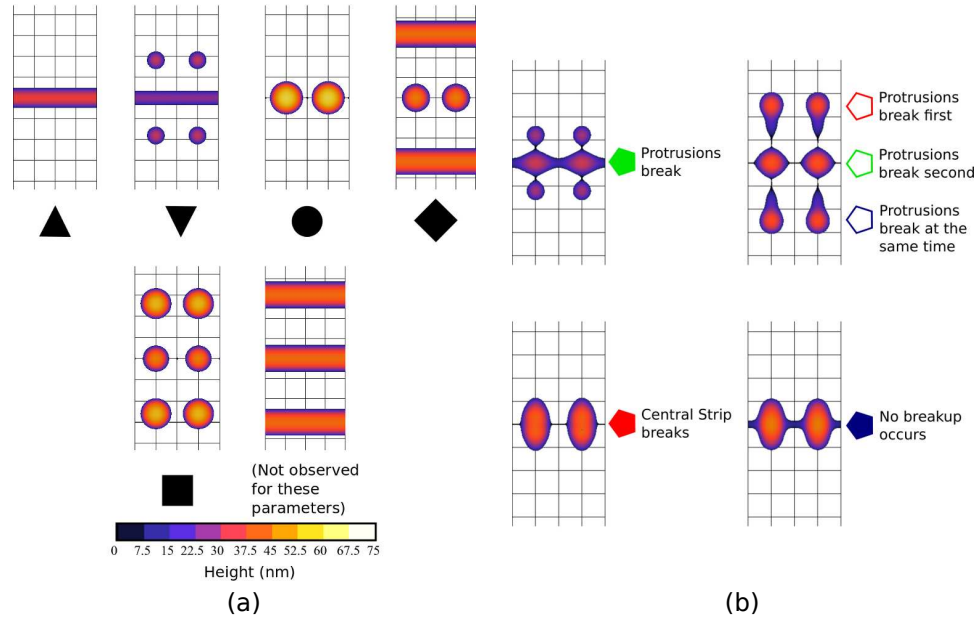 Protrusions
break
Protrusions
break first
Protrusions
break second
Protrusions
break at the
same time
(Not observed
for these
parameters)
0 7.5 15 22.5 30 37.5 45 52.5 60 67.5 75
Height (nm)
(a)
Central Strip
breaks
No breakup
occurs
(b)